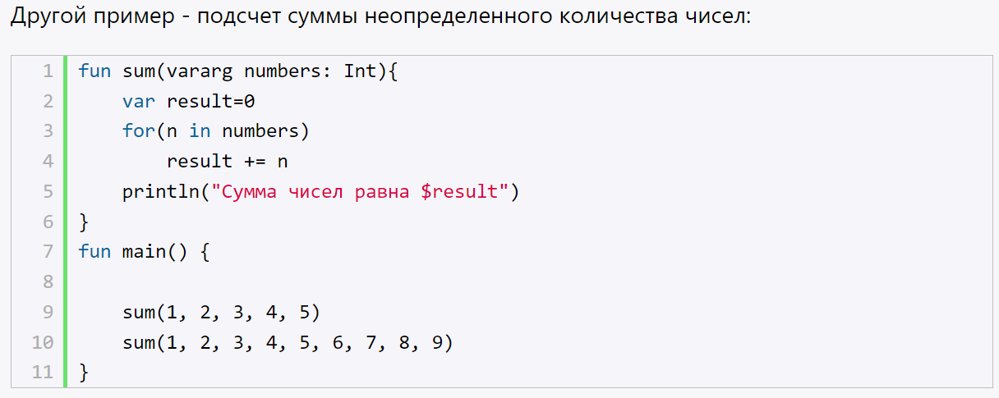 Другой пример - подсчет суммы неопределенного количества чисел:
1 fun sum(vararg numbers: Int){
2     var result=0
3     for(n in numbers)
4         result += n
5     println("Сумма чисел равна $result")
6 }
7 fun main() {
8
9     sum(1, 2, 3, 4, 5)
10     sum(1, 2, 3, 4, 5, 6, 7, 8, 9)
11 }